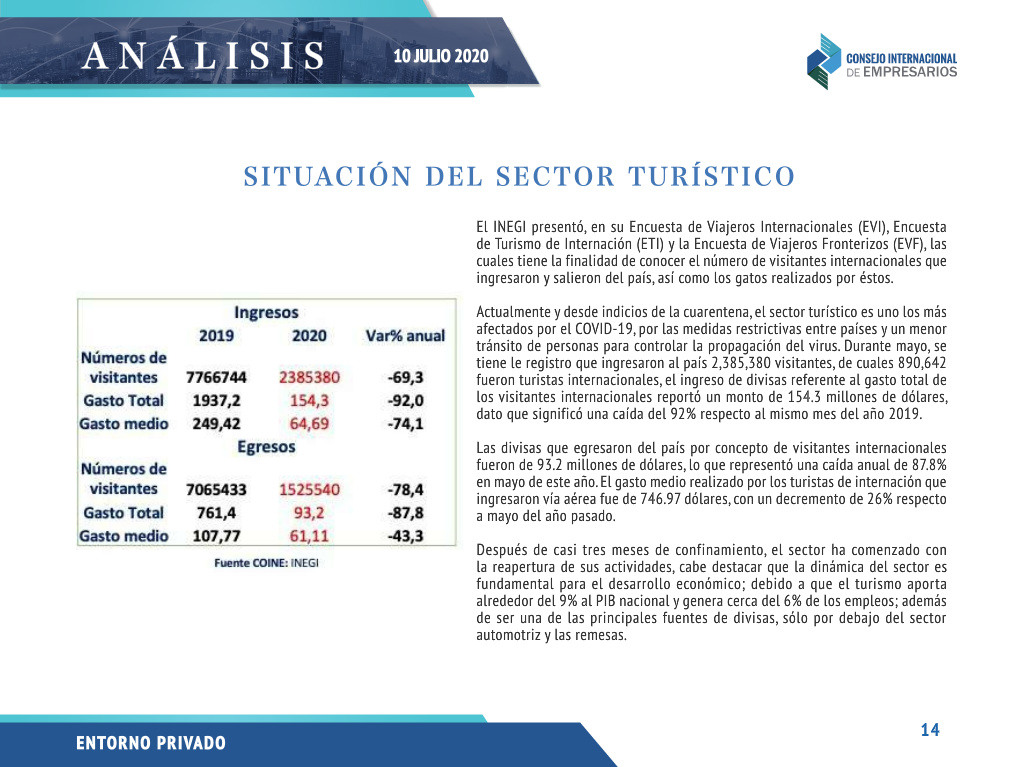 ANÁLISIS
10 JULIO 2020
CONSEJO INTERNACIONAL
DE EMPRESARIOS
SITUACIÓN DEL SECTOR TURÍSTICO
Ingresos
2019 2020 Var% anual
Números de
visitantes 7766744 2385380 -69,3
Gasto Total 1937,2 154,3 -92,0
Gasto medio 249,42 64,69 -74,1
Egresos
Números de
visitantes 7065433 1525540 -78,4
Gasto Total 761,4 93,2 -87,8
Gasto medio 107,77 61,11 -43,3
Fuente COINE: INEGI
El INEGI presentó, en su Encuesta de Viajeros Internacionales (EVI), Encuesta
de Turismo de Internación (ETI) y la Encuesta de Viajeros Fronterizos (EVF), las
cuales tiene la finalidad de conocer el número de visitantes internacionales que
ingresaron y salieron del país, así como los gatos realizados por éstos.
Actualmente y desde indicios de la cuarentena, el sector turístico es uno los más
afectados por el COVID-19, por las medidas restrictivas entre países y un menor
tránsito de personas para controlar la propagación del virus. Durante mayo, se
tiene le registro que ingresaron al país 2,385,380 visitantes, de cuales 890,642
fueron turistas internacionales, el ingreso de divisas referente al gasto total de
los visitantes internacionales reportó un monto de 154.3 millones de dólares,
dato que significó una caída del 92% respecto al mismo mes del año 2019.
Las divisas que egresaron del país por concepto de visitantes internacionales
fueron de 93.2 millones de dólares, lo que representó una caída anual de 87.8%
en mayo de este año. El gasto medio realizado por los turistas de internación que
ingresaron vía aérea fue de 746.97 dólares, con un decremento de 26% respecto
a mayo del año pasado.
Después de casi tres meses de confinamiento, el sector ha comenzado con
la reapertura de sus actividades, cabe destacar que la dinámica del sector es
fundamental para el desarrollo económico; debido a que el turismo aporta
alrededor del 9% al PIB nacional y genera cerca del 6% de los empleos; además
de ser una de las principales fuentes de divisas, sólo por debajo del sector
automotriz y las remesas.
ENTORNO PRIVADO
14